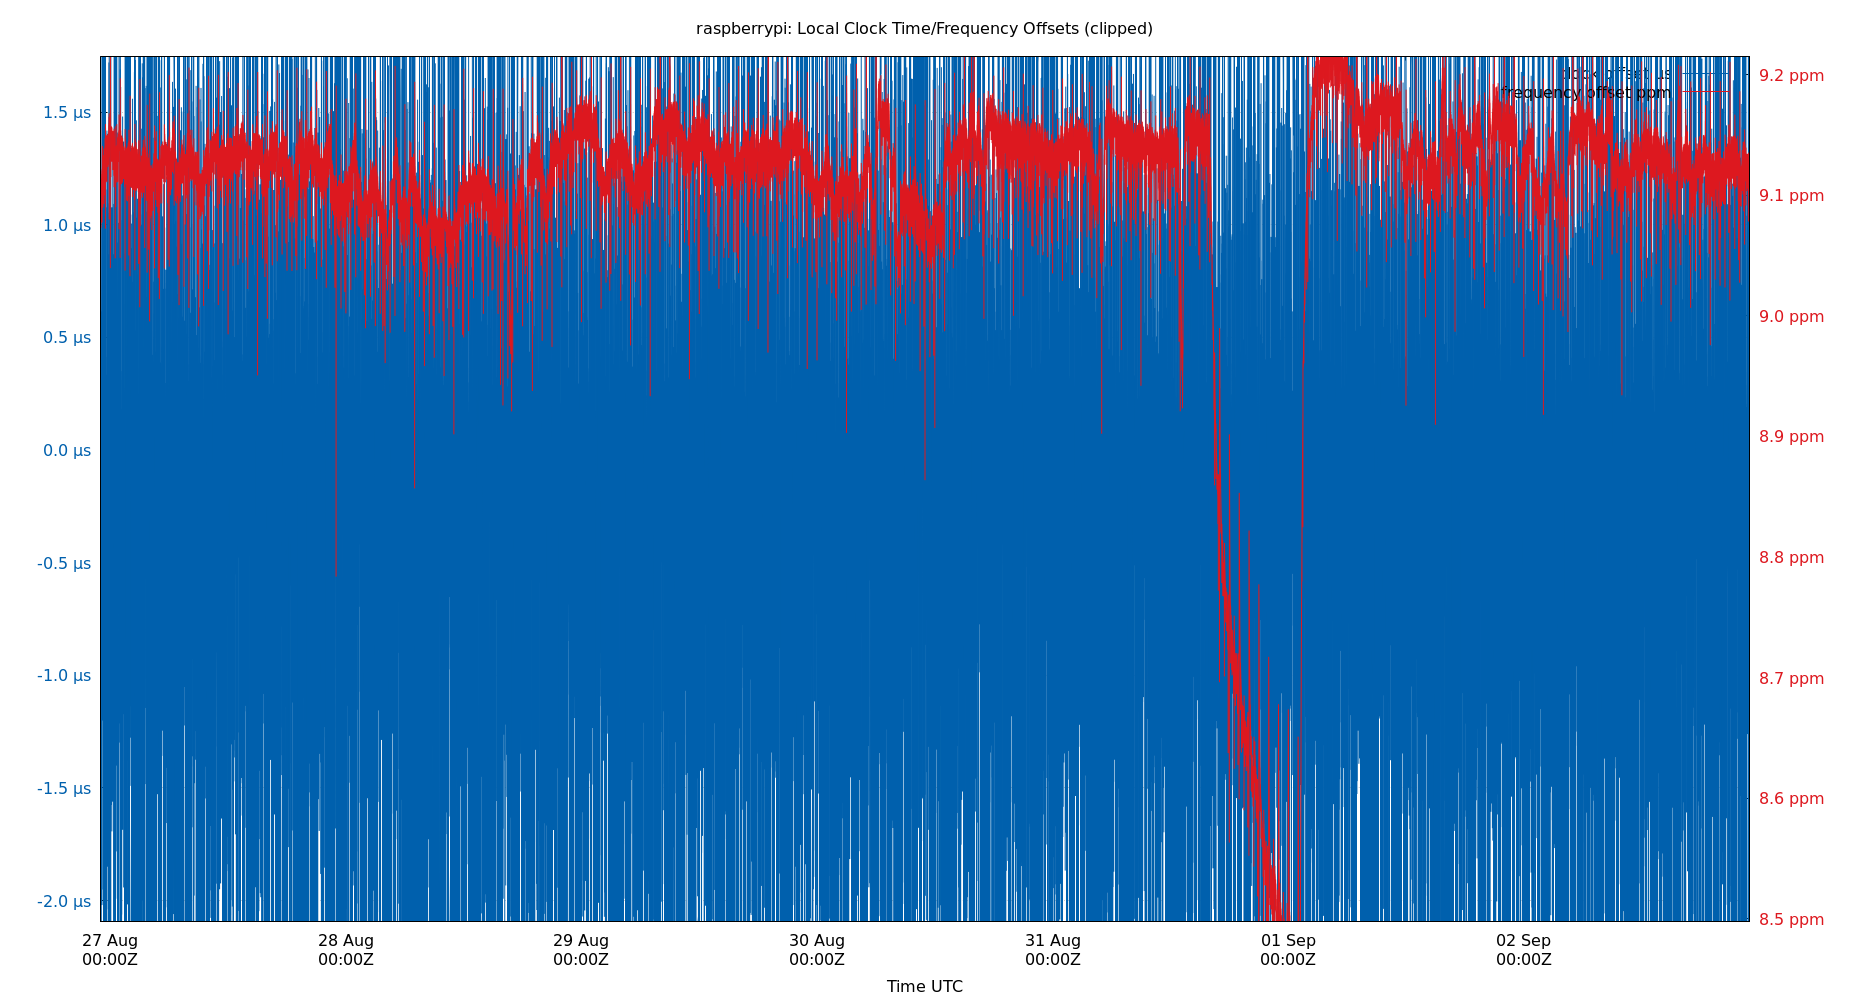 raspberrypi: Local Clock Time/Frequency Offsets (clipped)
clock offset us
frequency offset ppm
1.5 µs
1.0 µs
0.5 µs
0.0 µs
-0.5 µs
-1.0 µs
-1.5 µs
-2.0 µs
9.2 ppm
9.1 ppm
9.0 ppm
8.9 ppm
8.8 ppm
8.7 ppm
8.6 ppm
8.5 ppm
27 Aug 28 Aug 29 Aug 30 Aug 31 Aug 01 Sep 02 Sep
00:00Z 00:00Z 00:00Z 00:00Z 00:00Z 00:00Z 00:00Z
Time UTC